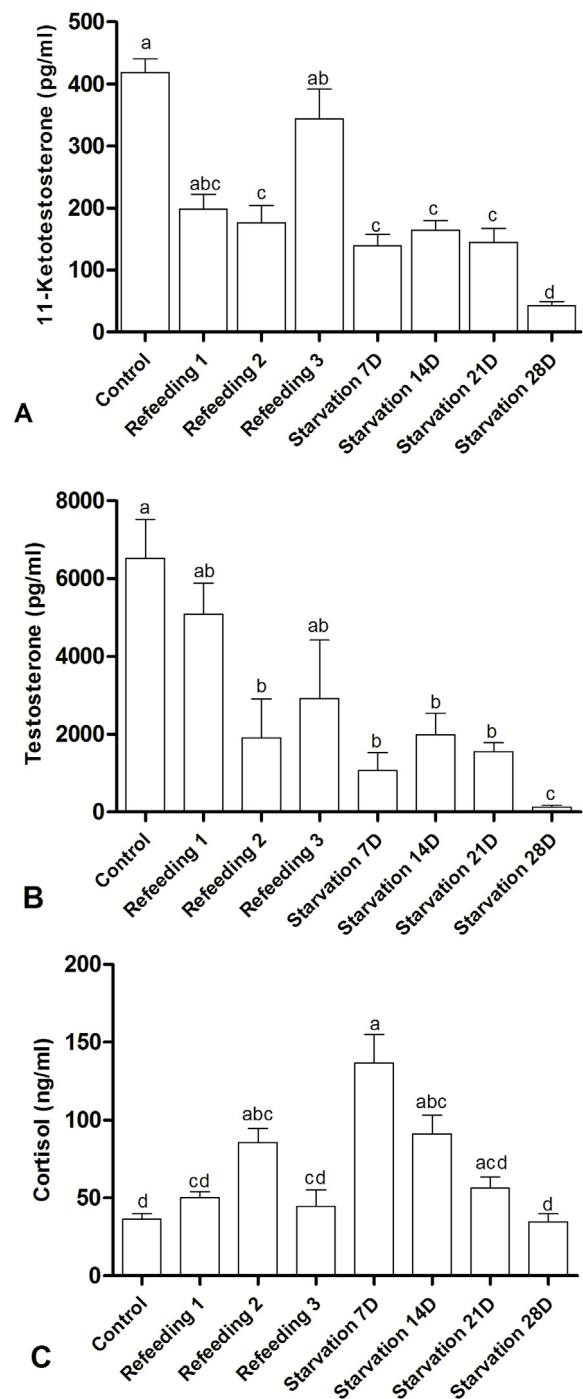 11-Ketotestosterone (pg/ml)
500
400
300
200
100
0
a
abc
c
ab
c
c
c
d
Control
Refeeding 1
Refeeding 2
Refeeding 3
Starvation 7D
Starvation 14D
Starvation 21D
Starvation 28D
A
Testosterone (pg/ml)
8000
6000
4000
2000
0
a
ab
b
ab
b
b
b
c
Control
Refeeding 1
Refeeding 2
Refeeding 3
Starvation 7D
Starvation 14D
Starvation 21D
Starvation 28D
B
Cortisol (ng/ml)
200
150
100
50
0
d
cd
abc
cd
a
abc
acd
d
Control
Refeeding 1
Refeeding 2
Refeeding 3
Starvation 7D
Starvation 14D
Starvation 21D
Starvation 28D
C